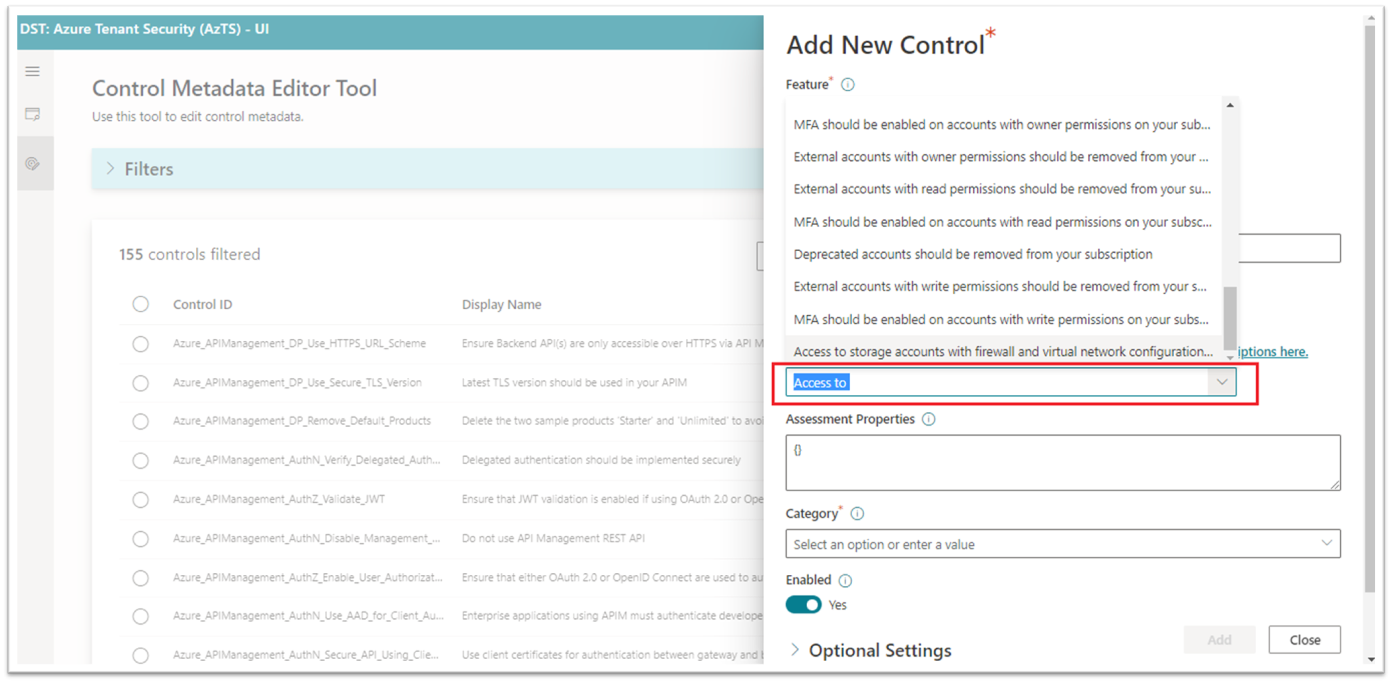 DST: Azure Tenant Security (AzTS) - UI
Control Metadata Editor Tool
Use this tool to edit control metadata.
Filters
155 controls filtered
Control ID Display Name
Azure_APIManagement_DP_Use_HTTPS_URL_Scheme Ensure Backend API(s) are only accessible over HTTPS via API M
Azure_APIManagement_DP_Use_Secure_TLS_Version Latest TLS version should be used in your APIM
Azure_APIManagement_DP_Remove_Default_Products Delete the two sample products 'Starter' and 'Unlimited' to avoi
Azure_APIManagement_AuthN_Verify_Delegated_Auth... Delegated authentication should be implemented securely
Azure_APIManagement_AuthZ_Validate_JWT Ensure that JWT validation is enabled if using OAuth 2.0 or Ope
Azure_APIManagement_AuthN_Disable_Management_... Do not use API Management REST API
Azure_APIManagement_AuthZ_Enable_User_Authorizat... Ensure that either OAuth 2.0 or OpenID Connect are used to au
Azure_APIManagement_AuthN_Use_AAD_for_Client_Au... Enterprise applications using APIM must authenticate develope
Azure_APIManagement_AuthN_Secure_API_Using_Clie... Use client certificates for authentication between gateway and b
Add New Control*
Feature*
MFA should be enabled on accounts with owner permissions on your sub...
External accounts with owner permissions should be removed from your ...
External accounts with read permissions should be removed from your su...
MFA should be enabled on accounts with read permissions on your subsc...
Deprecated accounts should be removed from your subscription
External accounts with write permissions should be removed from your s...
MFA should be enabled on accounts with write permissions on your subs...
Access to storage accounts with firewall and virtual network configuration... iptions here.
Access to
Assessment Properties
{}
Category*
Select an option or enter a value
Enabled
Yes
Add Close
Optional Settings